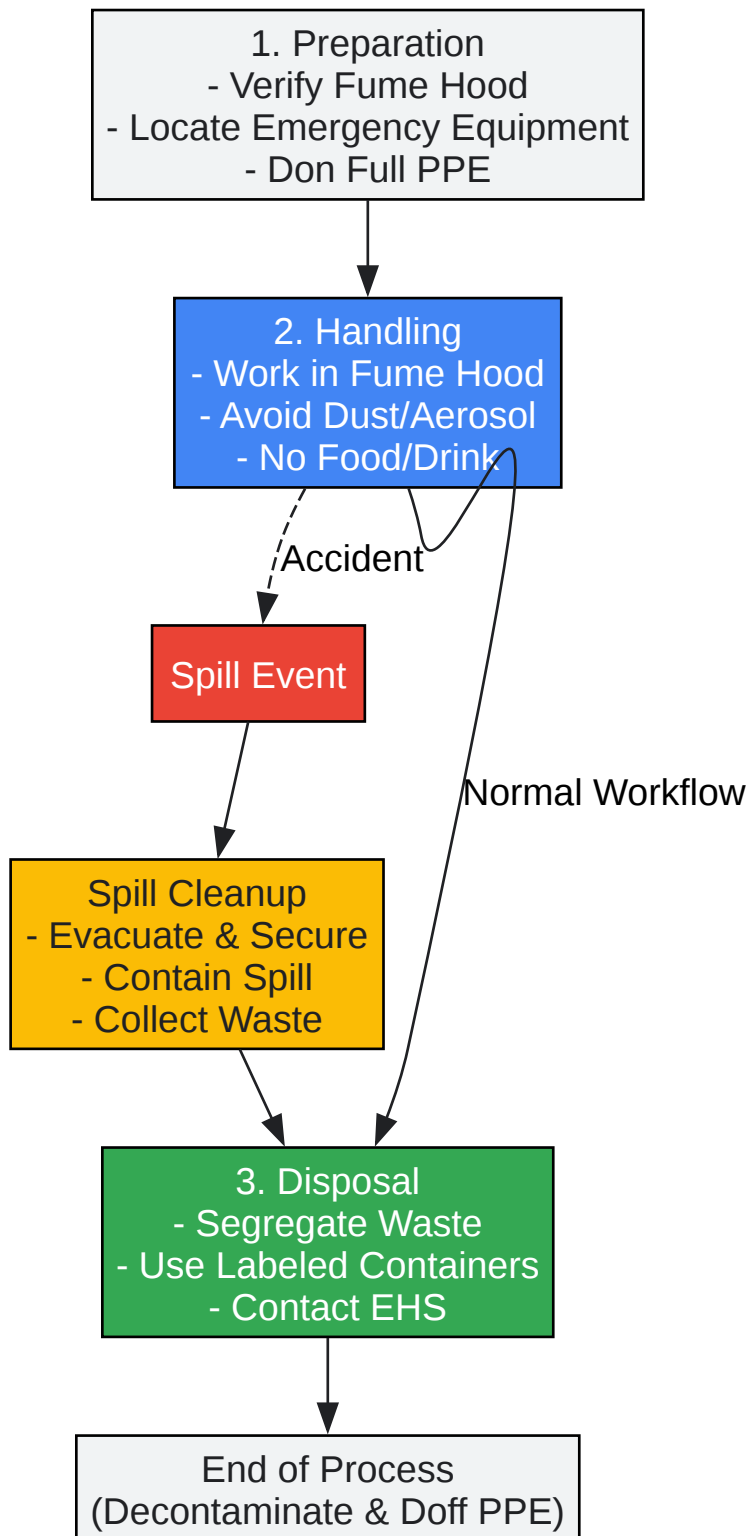 1. Preparation
- Verify Fume Hood
- Locate Emergency Equipment
- Don Full PPE
2. Handling
- Work in Fume Hood
- Avoid Dust/Aerosol
- No Food/Drink
Accident
Spill Event
Normal Workflow
Spill Cleanup
- Evacuate & Secure
- Contain Spill
- Collect Waste
3. Disposal
- Segregate Waste
- Use Labeled Containers
- Contact EHS
End of Process
(Decontaminate & Doff PPE)